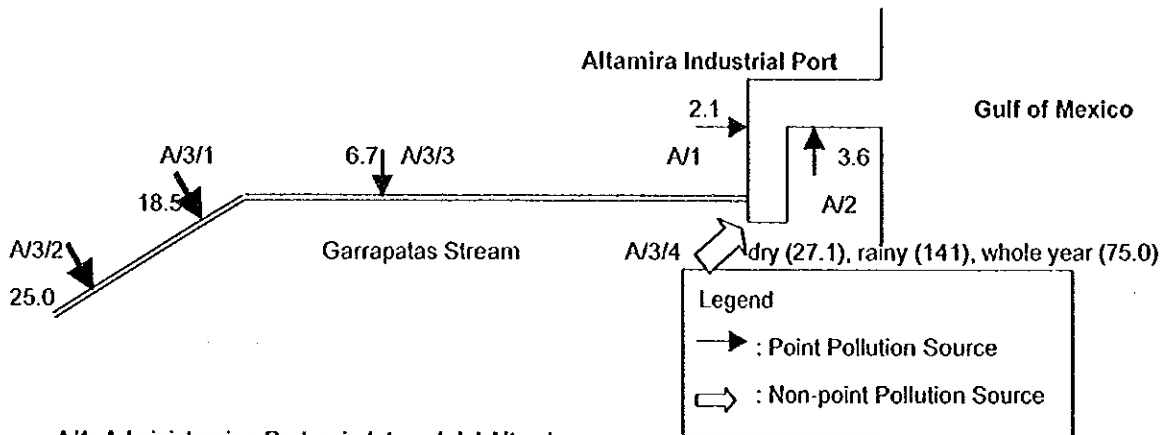 Altamira Industrial Port
Gulf of Mexico
2.1
A/3/1
6.7 A/3/3
A/1
3.6
18.5
A/2
A/3/2
Garrapatas Stream
A/3/4
dry (27.1), rainy (141), whole year (75.0)
25.0
Legend
: Point Pollution Source
: Non-point Pollution Source